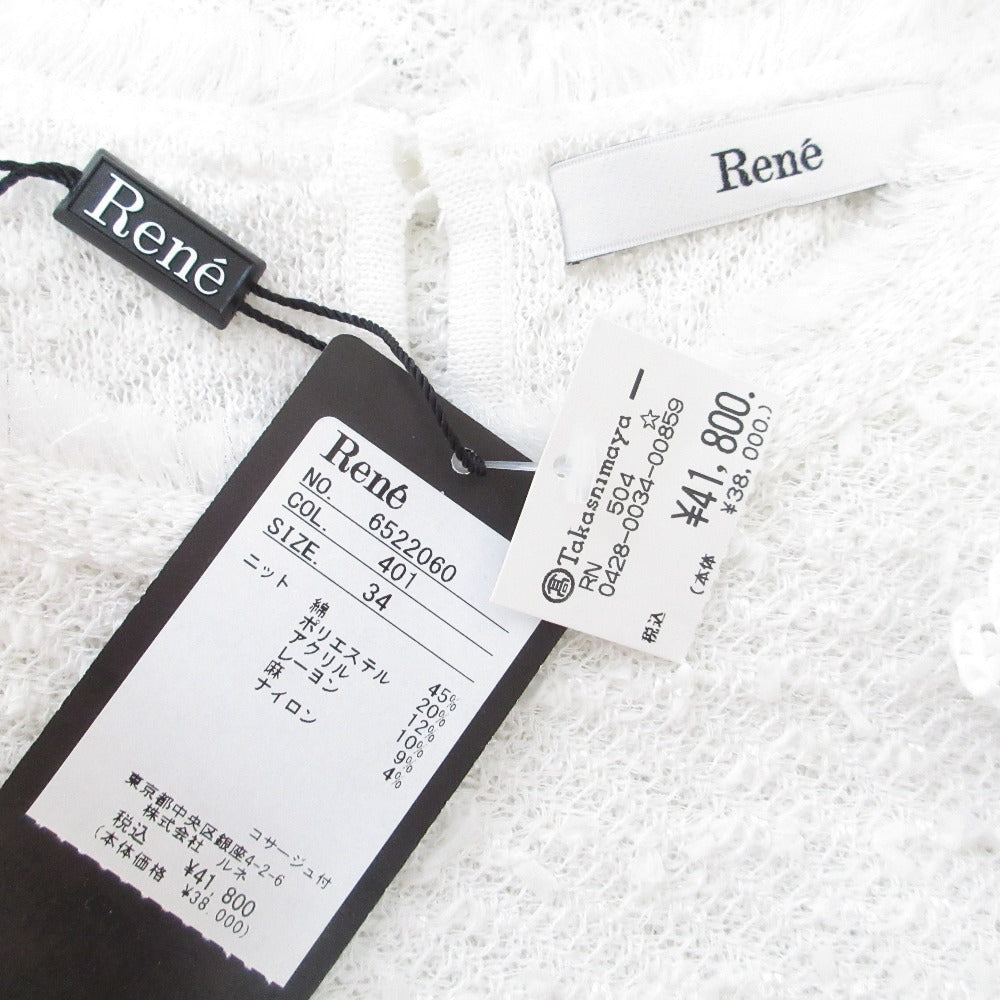 René
René
René
NO. 6522060
COL. 401
SIZE. 34
ニット
綿 45%
ポリエステル 20%
アクリル 12%
レーヨン 10%
麻 9%
ナイロン 4%
コサージュ付
東京都中央区銀座4-2-6
株式会社 ルネ
税込 ¥41,800
(本体価格 ¥38,000)
髙 Takashimaya
RN 504 ☆
0428-0034-00859
税込 ¥41,800.
(本体 ¥38,000.)